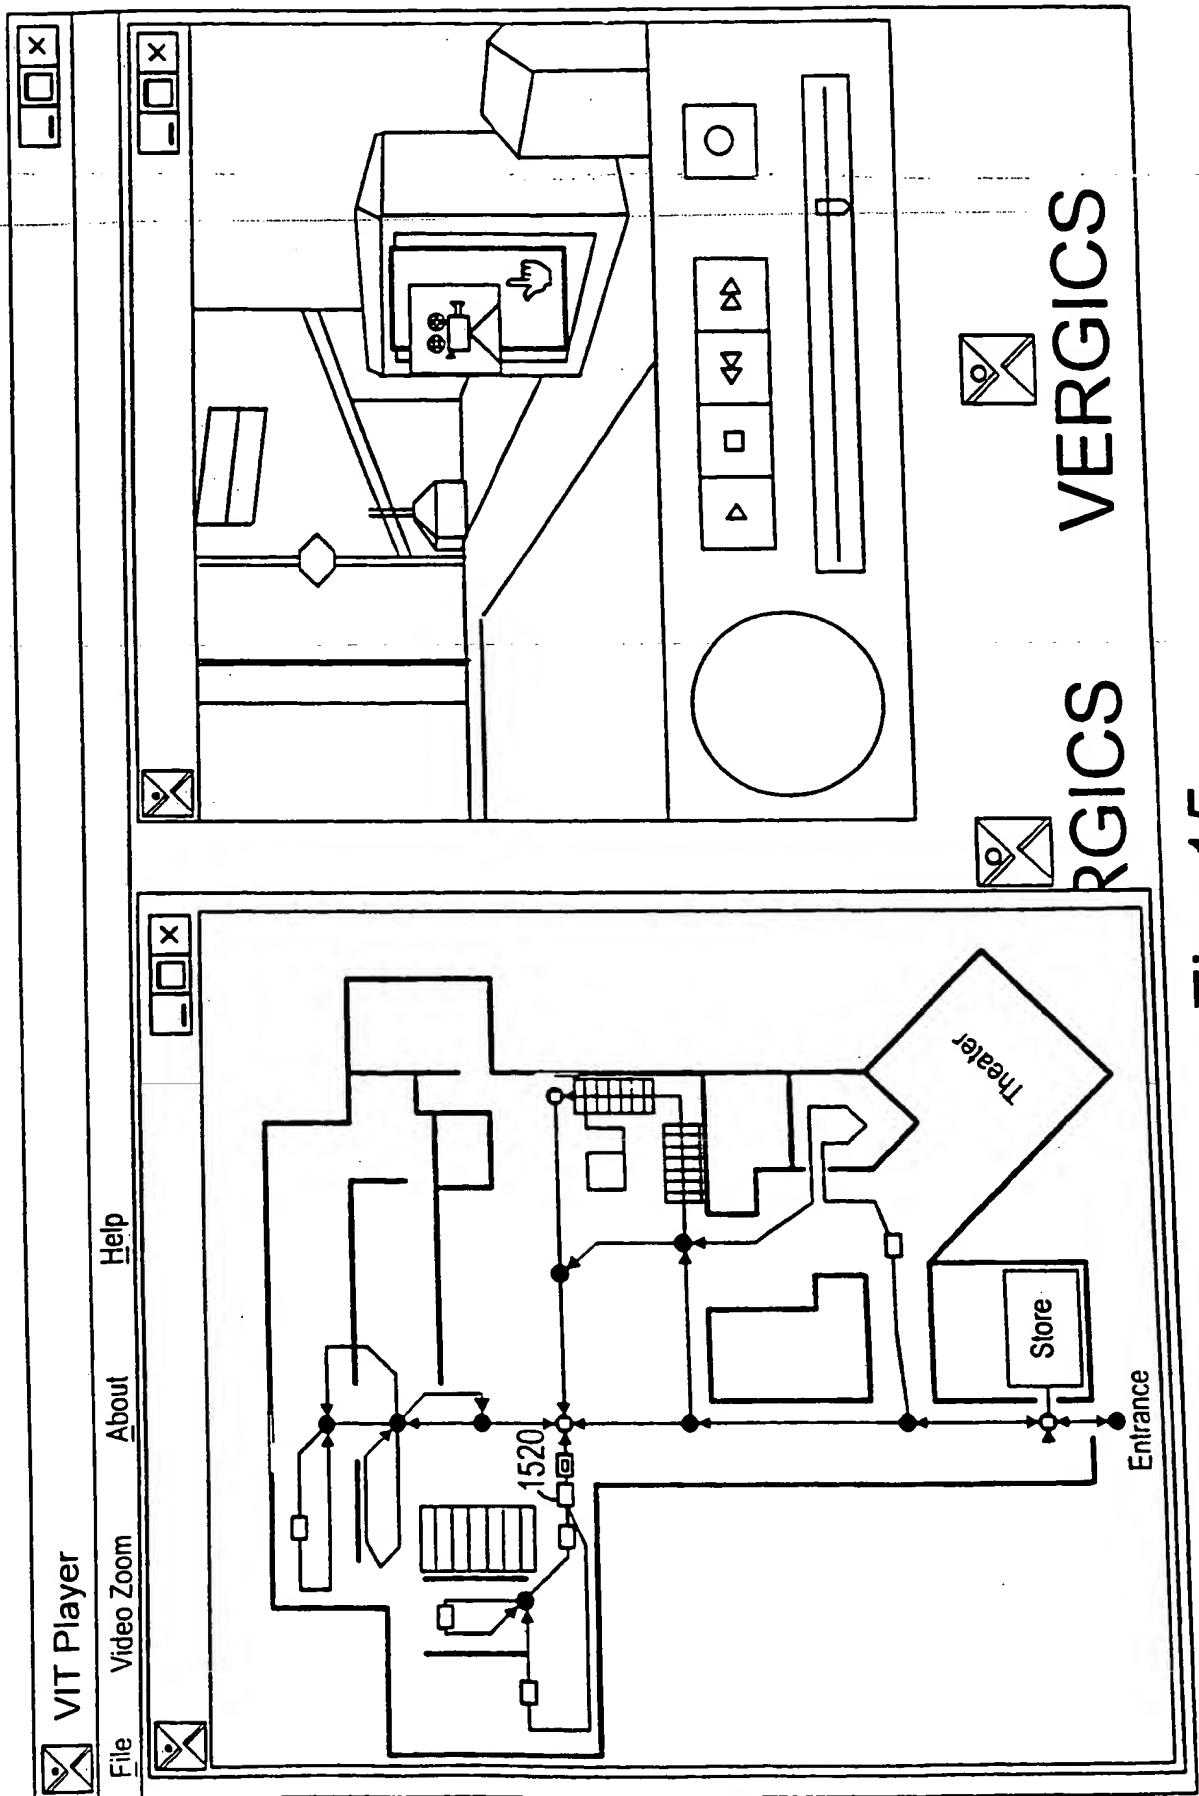 VIT Player
File Video Zoom About Help
1520
Theater
Store
Entrance
RGICS
VERGICS